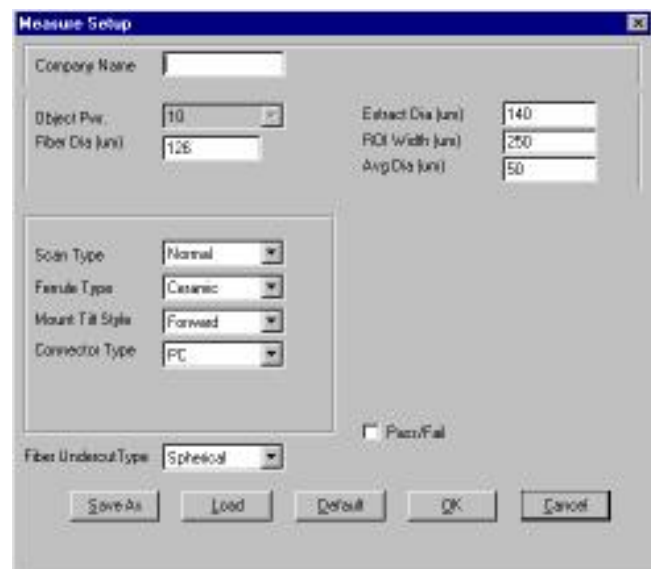 Measure Setup
Company Name
Object Pwr. 10
Fiber Dia (um) 126
Extract Dia (um) 140
ROI Width (um) 250
Avg Dia (um) 50
Scan Type Normal
Ferrule Type Ceramic
Mount Tilt Style Forward
Connector Type PC
Pass/Fail
Fiber Undercut Type Spherical
Save As Load Default OK Cancel